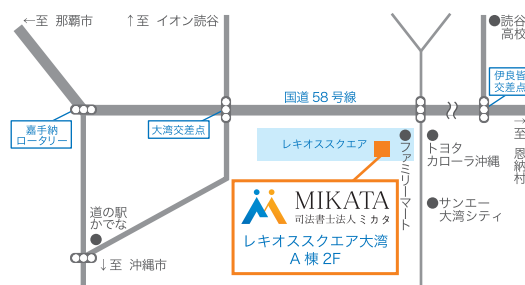 ←至 那覇市
↑至 イオン読谷
読谷
高校
伊良皆
交差点
国道58号線
嘉手納
ロータリー
大湾交差点
→至 恩納村
レキオススクエア
ファミリーマート
トヨタ
カローラ沖縄
MIKATA
司法書士法人ミカタ
サンエー
大湾シティ
道の駅
かでな
レキオススクエア大湾
A棟2F
↓至 沖縄市